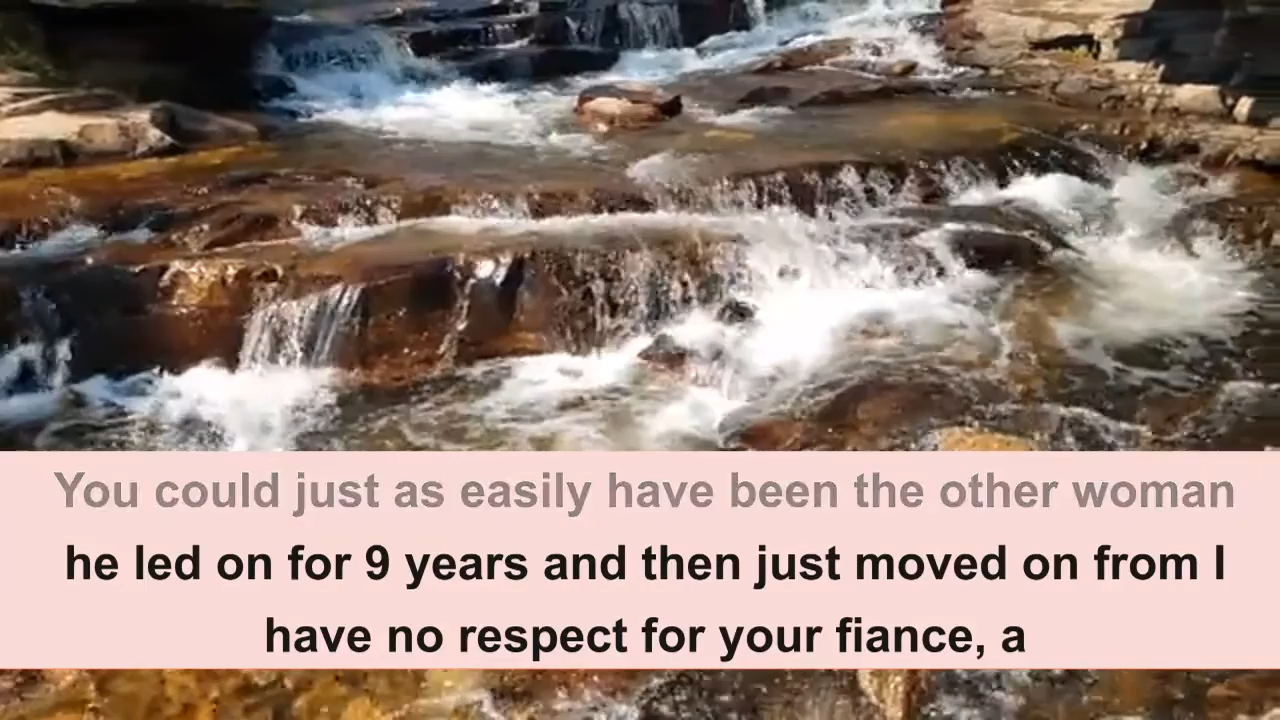 You could just as easily have been the other woman
he led on for 9 years and then just moved on from I
have no respect for your fiance, a